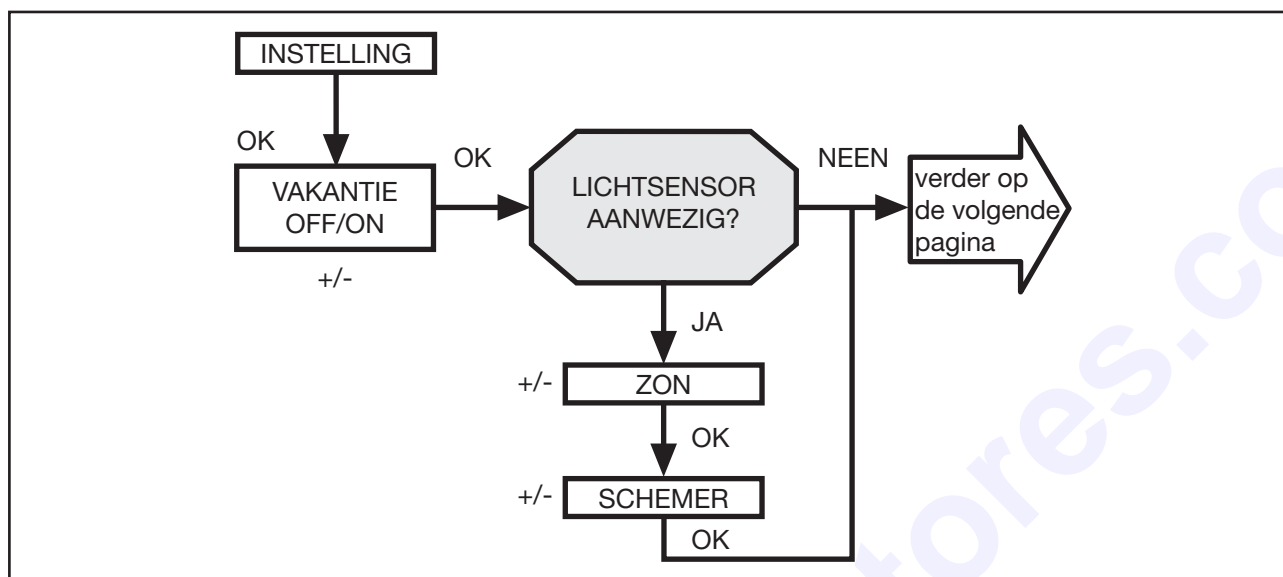 INSTELLING
OK
VAKANTIE
OFF/ON
+/-
OK
LICHTSENSOR
AANWEZIG?
NEEN
verder op
de volgende
pagina
JA
+/-
ZON
OK
+/-
SCHEMER
OK